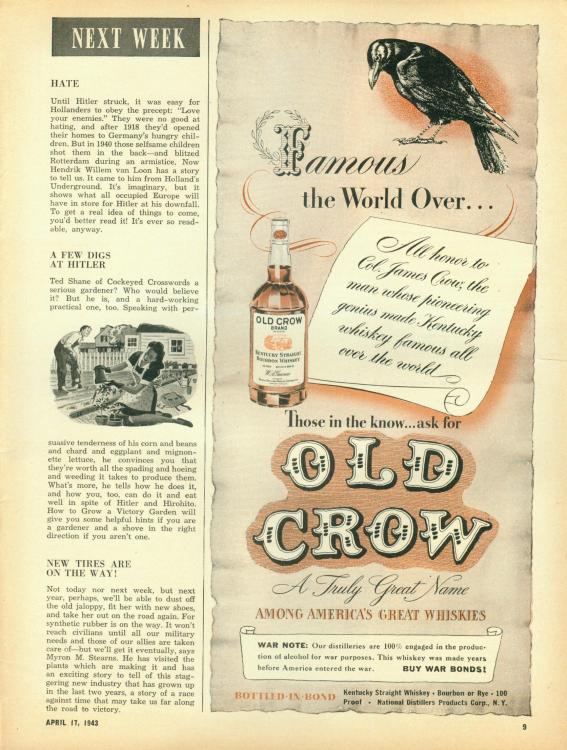 NEXT WEEK
HATE
Until Hitler struck, it was easy for
Hollanders to obey the precept: "Love
your enemies." They were no good at
hating, and after 1918 they'd opened
their homes to Germany's hungry chil-
dren. But in 1940 those selfsame children
shot them in the back—and blitzed
Rotterdam during an armistice. Now
Hendrik Willem van Loon has a story
to tell us. It came to him from Holland's
Underground. It's imaginary, but it
shows what all occupied Europe will
have in store for Hitler at his downfall.
To get a real idea of things to come,
you'd better read it! It's ever so read-
able, anyway.
A FEW DIGS
AT HITLER
Ted Shane of Cockeyed Crosswords a
serious gardener? Who would believe
it? But he is, and a hard-working
practical one, too. Speaking with per-
suasive tenderness of his corn and beans
and chard and eggplant and mignon-
ette lettuce, he convinces you that
they're worth all the spading and hoeing
and weeding it takes to produce them.
What's more, he tells how he does it,
and how you, too, can do it and eat
well in spite of Hitler and Hirohito.
How to Grow a Victory Garden will
give you some helpful hints if you are
a gardener and a shove in the right
direction if you aren't one.
NEW TIRES ARE
ON THE WAY!
Not today nor next week, but next
year, perhaps, we'll be able to dust off
the old jaloppy, fit her with new shoes,
and take her out on the road again. For
synthetic rubber is on the way. It won't
reach civilians until all our military
needs and those of our allies are taken
care of—but we'll get it eventually, says
Myron M. Stearns. He has visited the
plants which are making it and has
an exciting story to tell of this stag-
gering new industry that has grown up
in the last two years, a story of a race
against time that may take us far along
the road to victory.
APRIL 17, 1943
Famous
the World Over...
All honor to
Col. James Crow, the
man whose pioneering
genius made Kentucky
whiskey famous all
over the world
OLD CROW
BRAND
KENTUCKY STRAIGHT
BOURBON WHISKEY
Those in the know...ask for
OLD
CROW
A Truly Great Name
AMONG AMERICA'S GREAT WHISKIES
WAR NOTE: Our distilleries are 100% engaged in the produc-
tion of alcohol for war purposes. This whiskey was made years
before America entered the war. BUY WAR BONDS!
BOTTLED-IN-BOND Kentucky Straight Whiskey • Bourbon or Rye • 100
Proof • National Distillers Products Corp., N. Y.
9